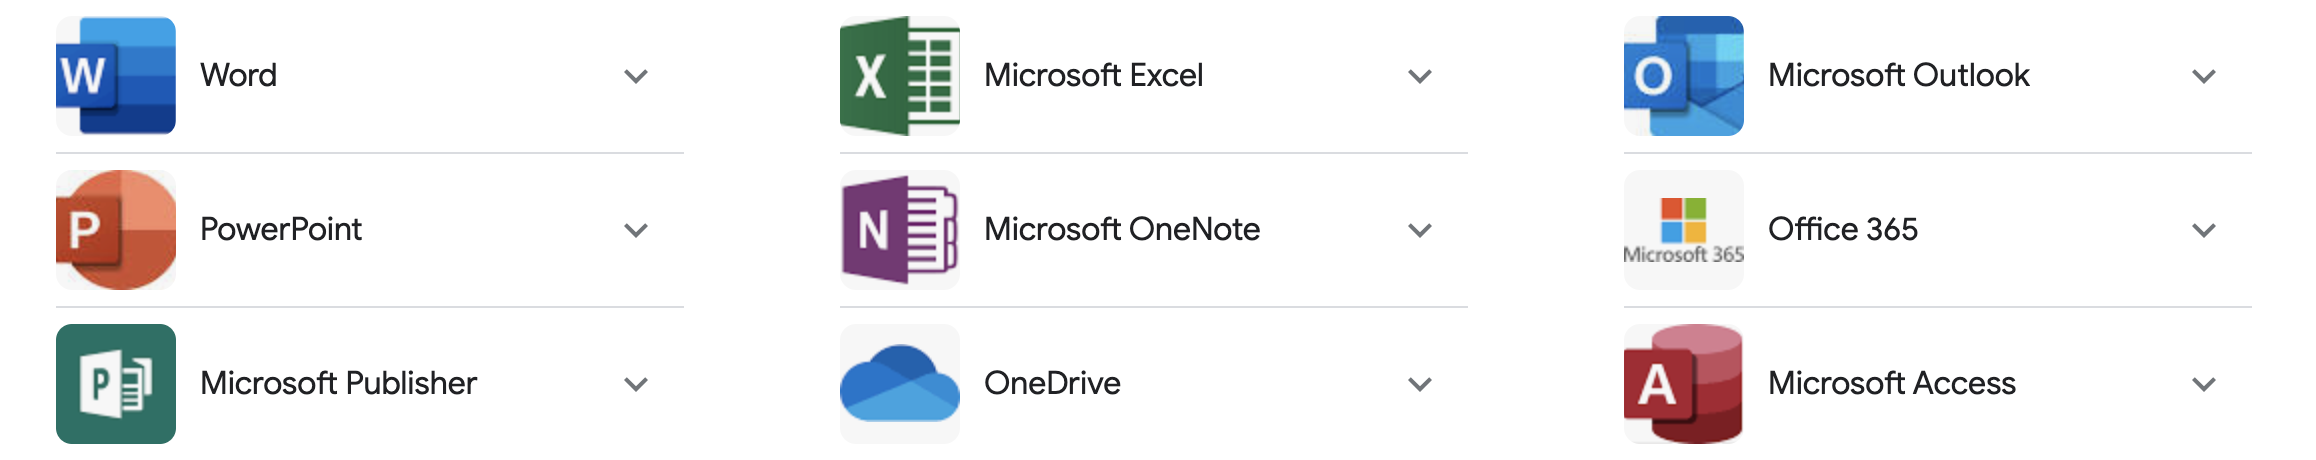 W Word
X Microsoft Excel
O Microsoft Outlook
P PowerPoint
N Microsoft OneNote
Microsoft 365 Office 365
P Microsoft Publisher
OneDrive
A Microsoft Access